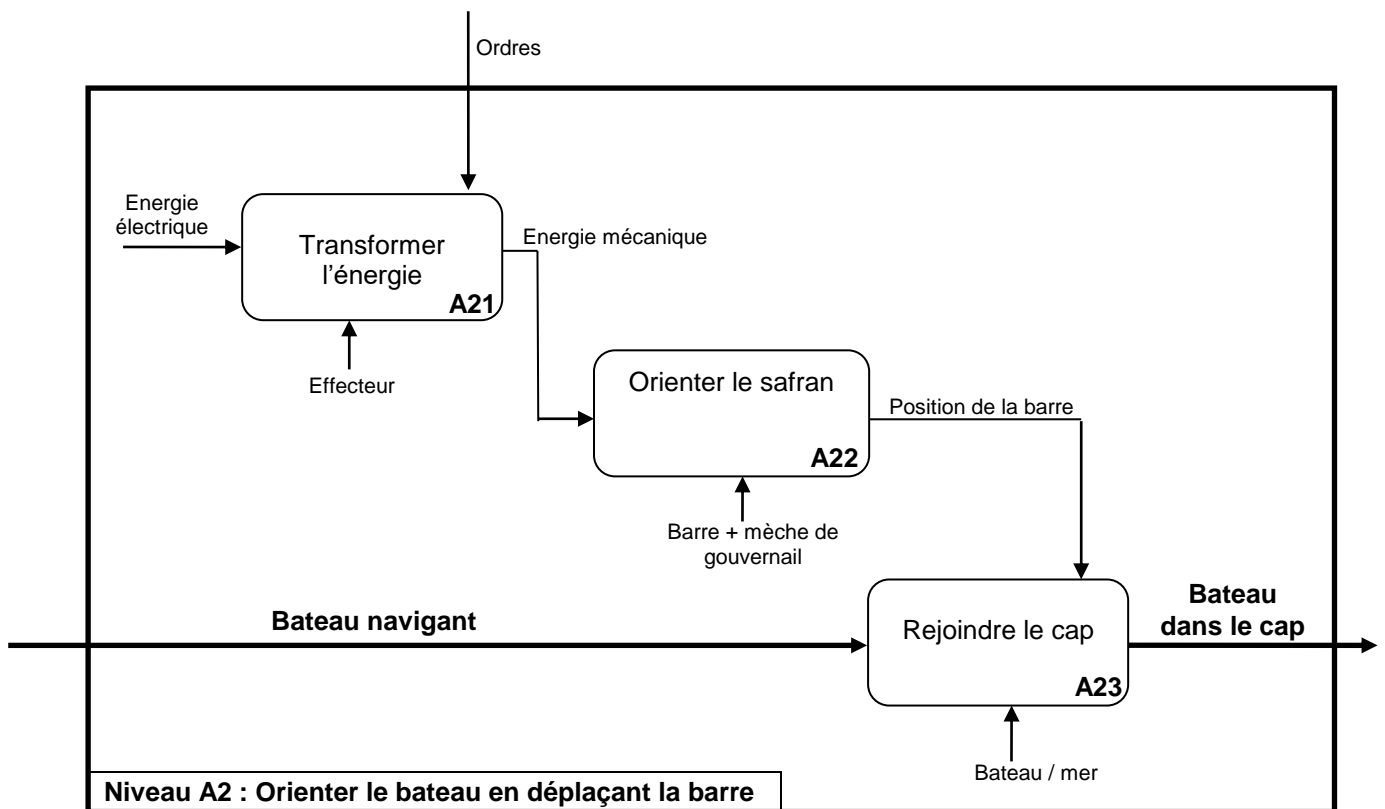 Ordres
Energie
électrique
Transformer
l'énergie
A21
Energie mécanique
Effecteur
Orienter le safran
A22
Position de la barre
Barre + mèche de
gouvernail
Bateau navigant
Rejoindre le cap
A23
Bateau
dans le cap
Bateau / mer
Niveau A2 : Orienter le bateau en déplaçant la barre